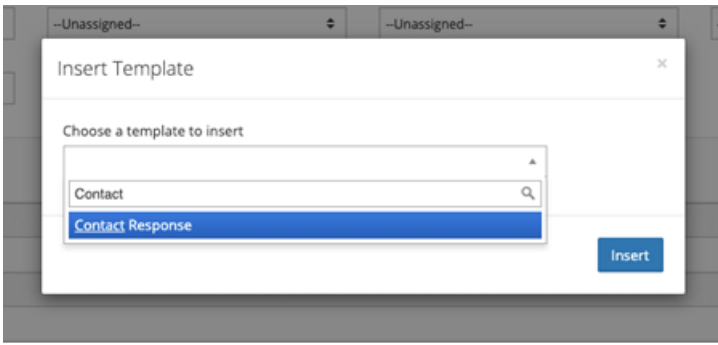 --Unassigned-- --Unassigned--
Insert Template
Choose a template to insert
Contact
Contact Response
Insert